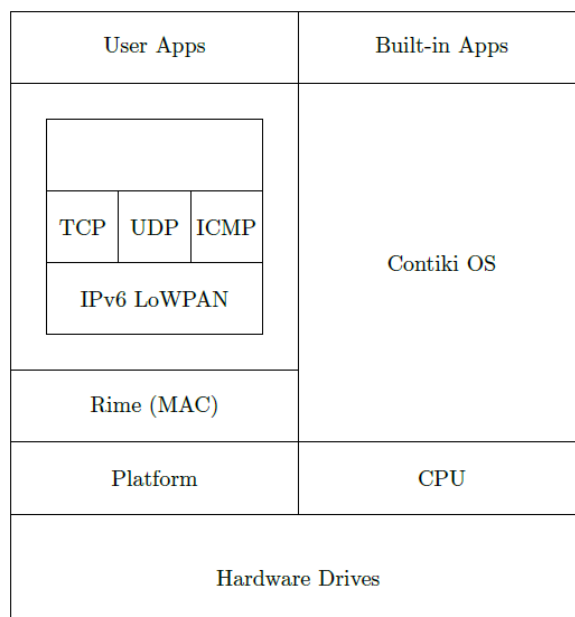 User Apps
Built-in Apps
TCP
UDP
ICMP
IPv6 LoWPAN
Contiki OS
Rime (MAC)
Platform
CPU
Hardware Drives